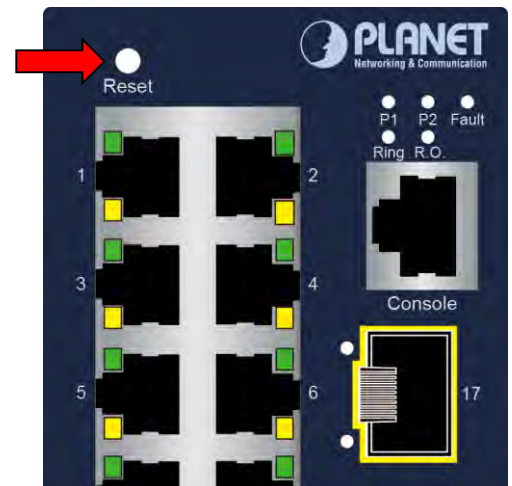 PLANET
Networking & Communication
Reset
P1 P2 Fault
Ring R.O.
1
2
3
4
Console
5
6
17